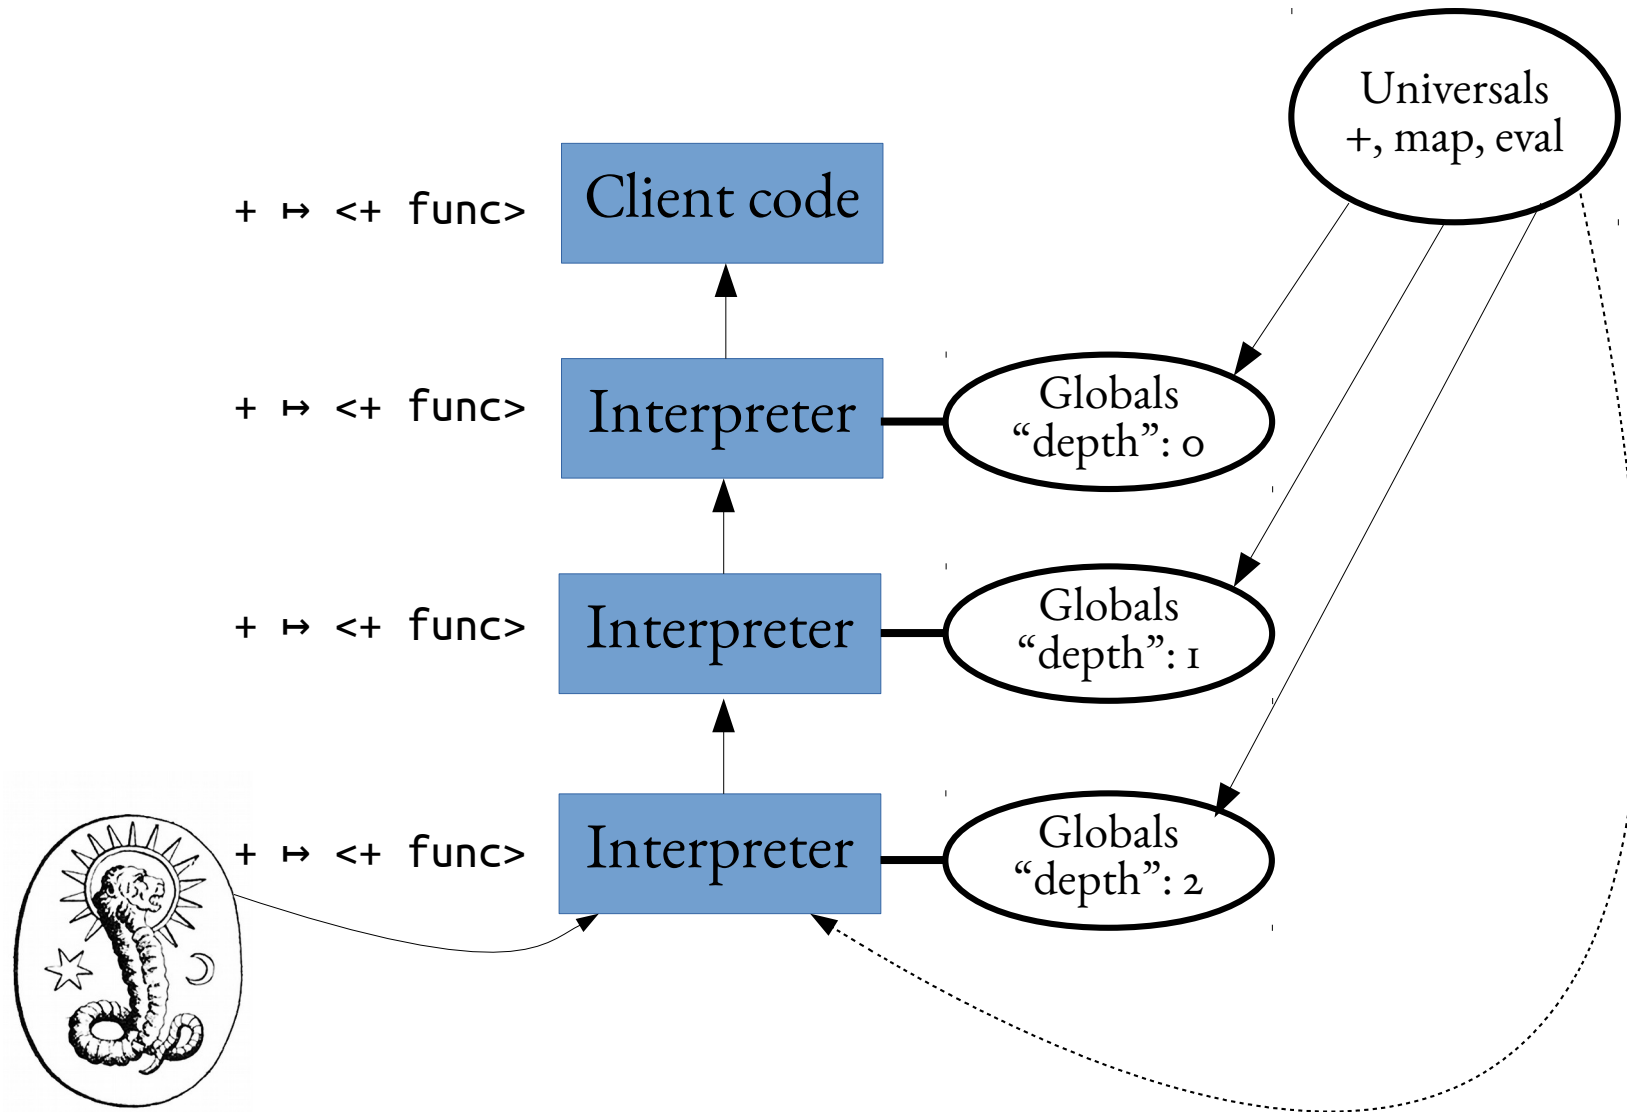 Universals
+, map, eval
+ ↦ <+ func>
Client code
+ ↦ <+ func>
Interpreter
Globals
“depth”: 0
+ ↦ <+ func>
Interpreter
Globals
“depth”: 1
+ ↦ <+ func>
Interpreter
Globals
“depth”: 2